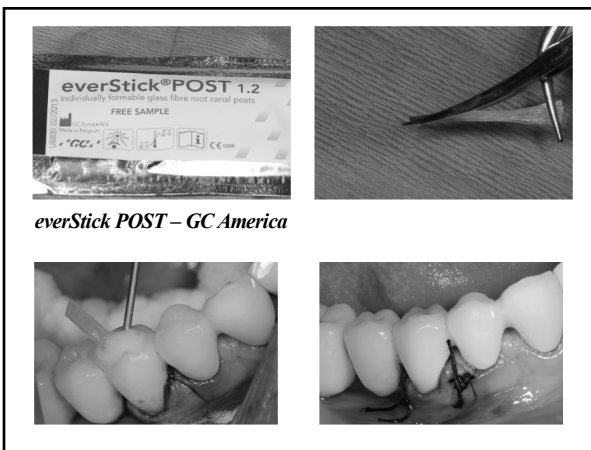 everStick®POST 1.2
Individually formable glass fibre root canal posts
FREE SAMPLE
GC Europe N.V.
Made in Belgium
'GC'
CE
everStick POST – GC America